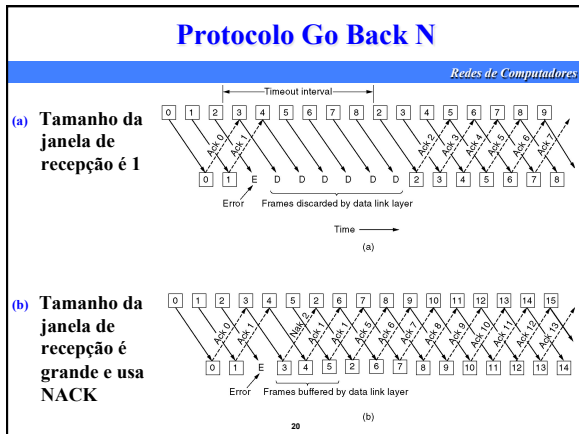 Protocolo Go Back N
Redes de Computadores
(a) Tamanho da
janela de
recepção é 1
Timeout interval
0 1 2 3 4 5 6 7 8 2 3 4 5 6 7 8 9
Ack 0 Ack 1 Ack 2 Ack 3 Ack 4 Ack 5 Ack 6 Ack 7
0 1 E D D D D D D 2 3 4 5 6 7 8
Error Frames discarded by data link layer
Time
(a)
(b) Tamanho da
janela de
recepção é
grande e usa
NACK
0 1 2 3 4 5 2 6 7 8 9 10 11 12 13 14 15
Ack 0 Ack 1 Nak 2 Ack 1 Ack 1 Ack 5 Ack 6 Ack 7 Ack 8 Ack 9 Ack 10 Ack 11 Ack 12 Ack 13
0 1 E 3 4 5 2 6 7 8 9 10 11 12 13 14
Error Frames buffered by data link layer
(b)
20